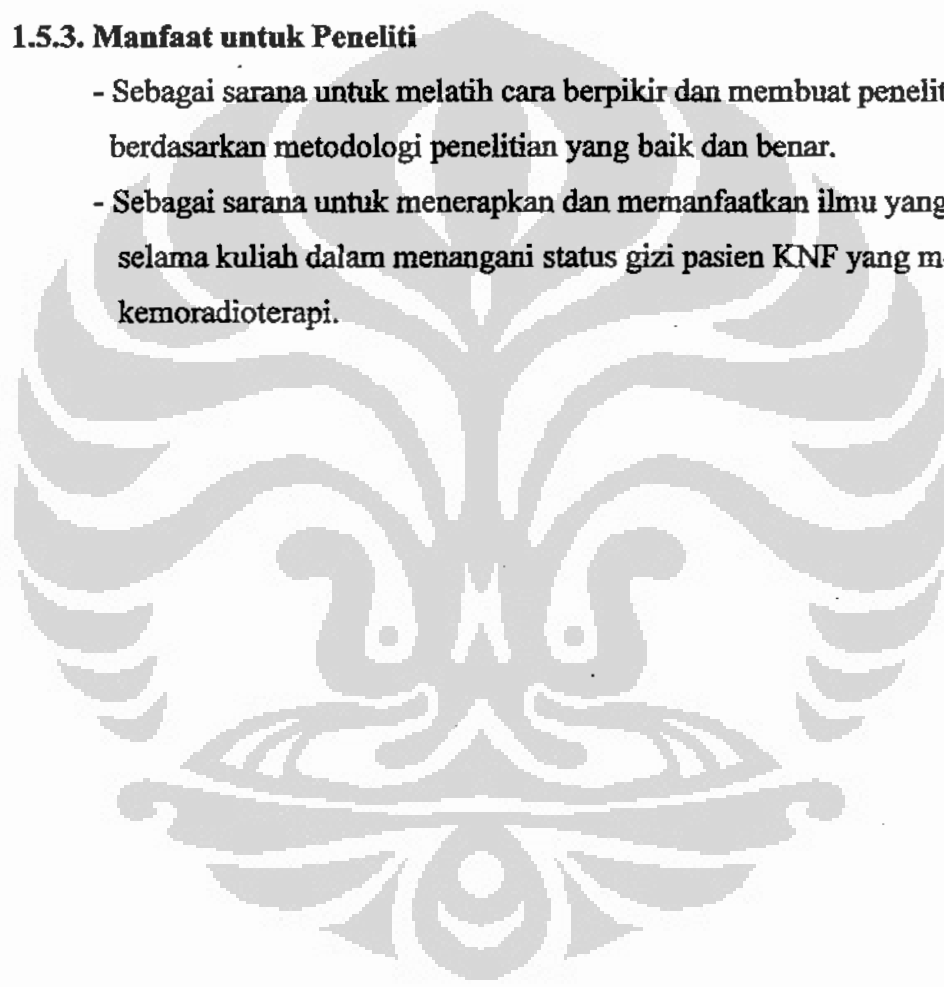 1.5.3. Manfaat untuk Peneliti
- Sebagai sarana untuk melatih cara berpikir dan membuat penelit
berdasarkan metodologi penelitian yang baik dan benar.
- Sebagai sarana untuk menerapkan dan memanfaatkan ilmu yang
selama kuliah dalam menangani status gizi pasien KNF yang m
kemoradioterapi.